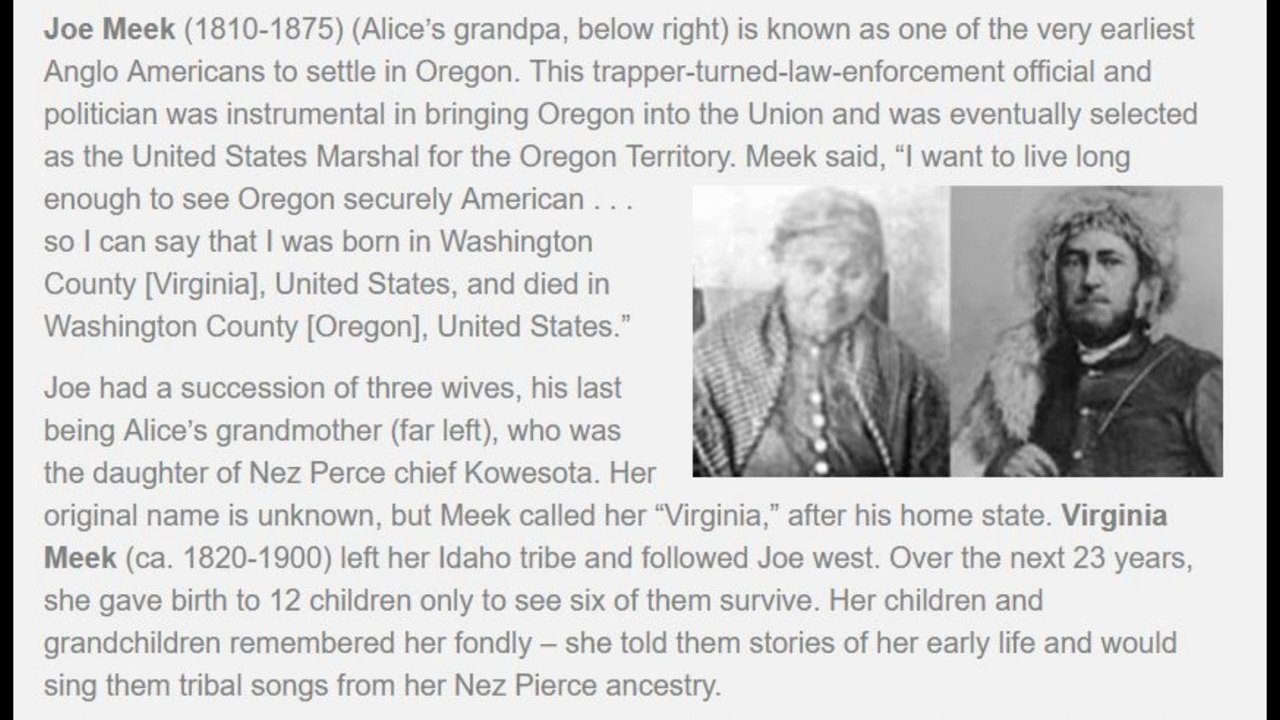 Joe Meek (1810-1875) (Alice’s grandpa, below right) is known as one of the very earliest
Anglo Americans to settle in Oregon. This trapper-turned-law-enforcement official and
politician was instrumental in bringing Oregon into the Union and was eventually selected
as the United States Marshal for the Oregon Territory. Meek said, “I want to live long
enough to see Oregon securely American . . .
so I can say that I was born in Washington
County [Virginia], United States, and died in
Washington County [Oregon], United States.”
Joe had a succession of three wives, his last
being Alice’s grandmother (far left), who was
the daughter of Nez Perce chief Kowesota. Her
original name is unknown, but Meek called her “Virginia,” after his home state. Virginia
Meek (ca. 1820-1900) left her Idaho tribe and followed Joe west. Over the next 23 years,
she gave birth to 12 children only to see six of them survive. Her children and
grandchildren remembered her fondly – she told them stories of her early life and would
sing them tribal songs from her Nez Pierce ancestry.